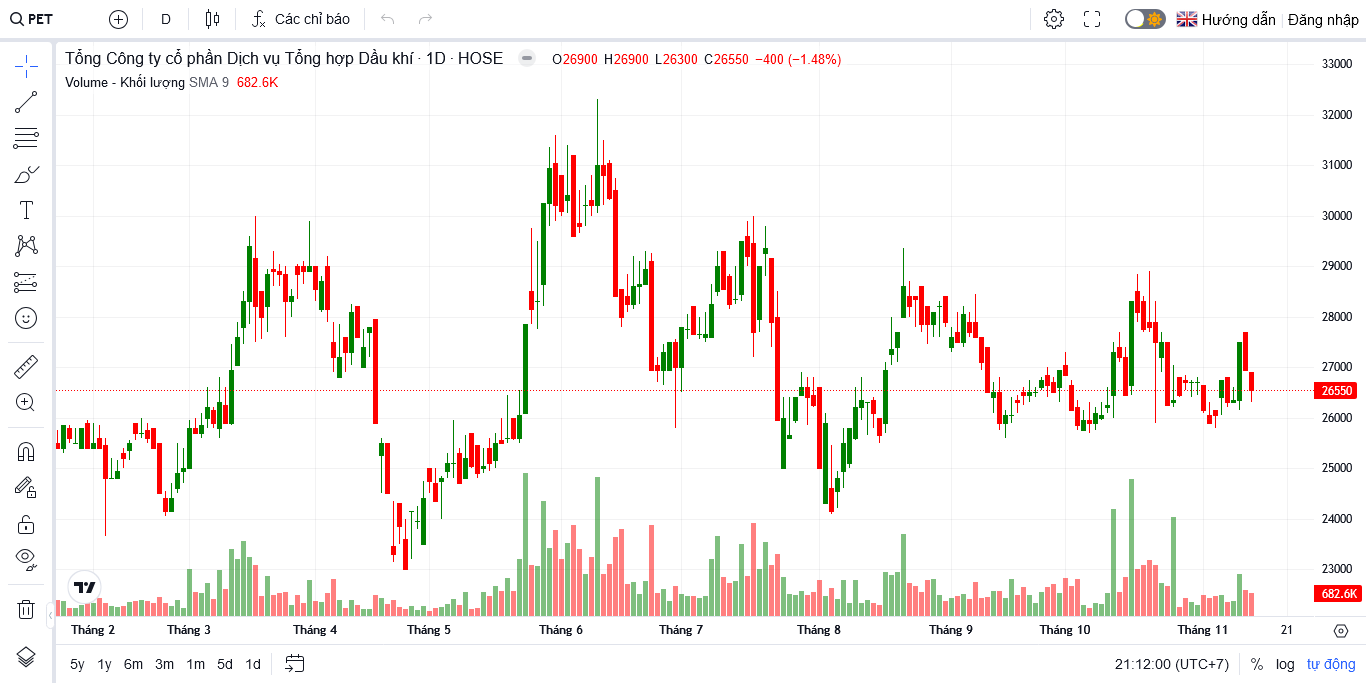 PET D Các chỉ báo Hướng dẫn Đăng nhập
Tổng Công ty cổ phần Dịch vụ Tổng hợp Dầu khí · 1D · HOSE O26900 H26900 L26300 C26550 −400 (−1.48%)
Volume - Khối lượng SMA 9 682.6K
33000
32000
31000
30000
29000
28000
27000
26550
26000
25000
24000
23000
682.6K
Tháng 2 Tháng 3 Tháng 4 Tháng 5 Tháng 6 Tháng 7 Tháng 8 Tháng 9 Tháng 10 Tháng 11 21
5y 1y 6m 3m 1m 5d 1d 21:12:00 (UTC+7) % log tự động